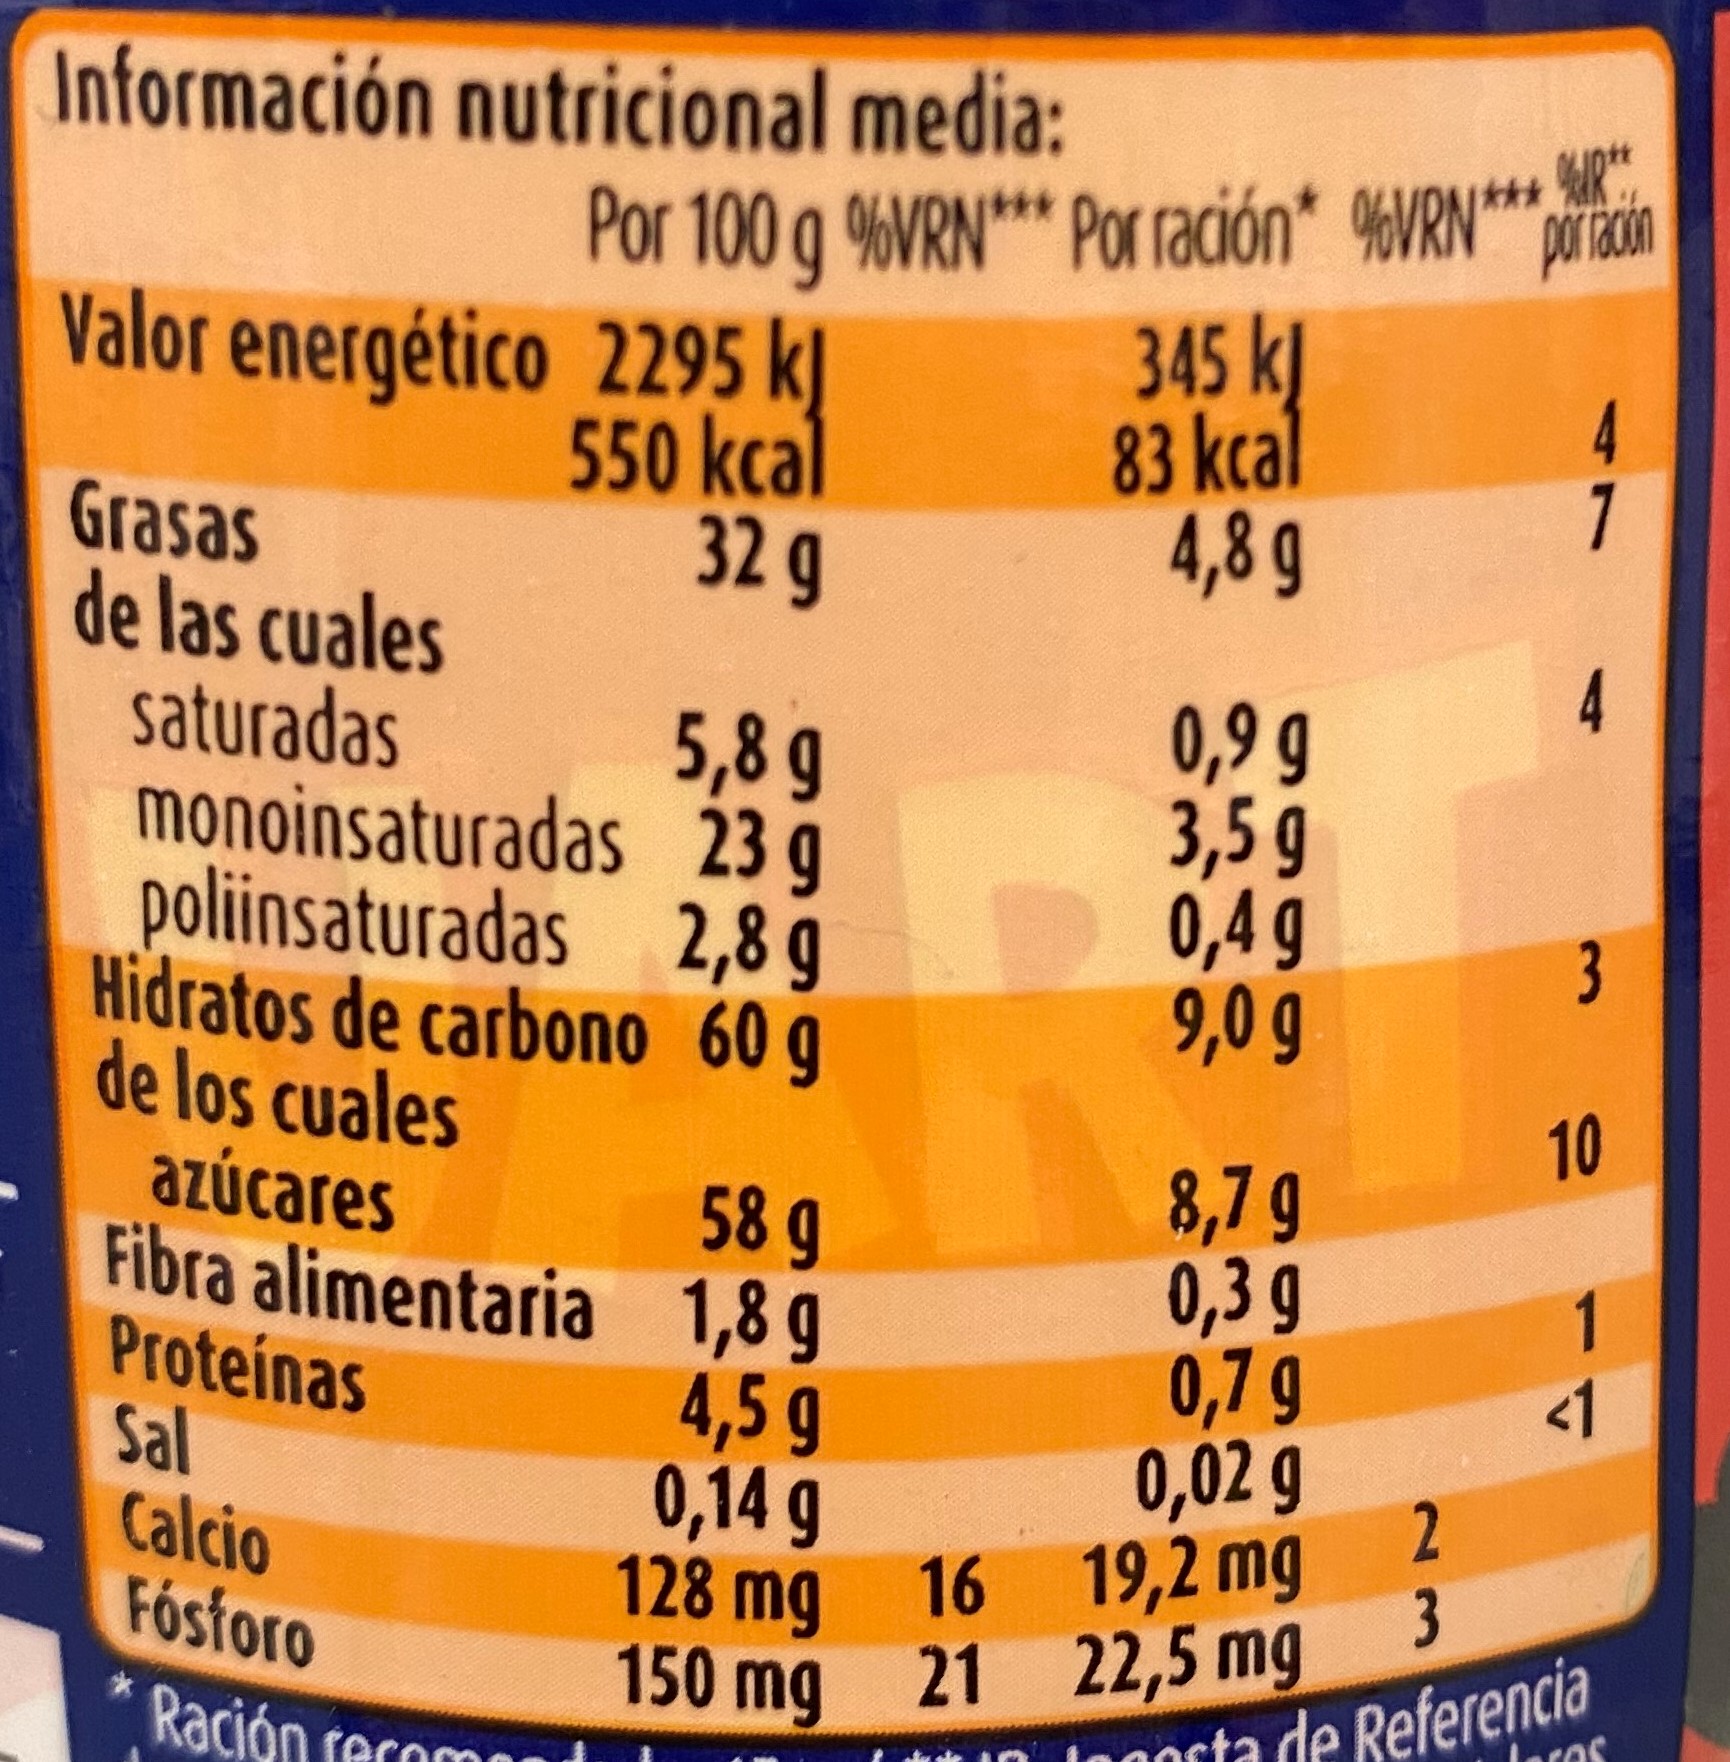 Información nutricional media:
Por 100 g %VRN*** Por ración* %VRN*** %IR** por ración
Valor energético 2295 kJ 345 kJ
550 kcal 83 kcal 4
Grasas 32 g 4,8 g 7
de las cuales
saturadas 5,8 g 0,9 g 4
monoinsaturadas 23 g 3,5 g
poliinsaturadas 2,8 g 0,4 g
Hidratos de carbono 60 g 9,0 g 3
de los cuales
azúcares 58 g 8,7 g 10
Fibra alimentaria 1,8 g 0,3 g
Proteínas 4,5 g 0,7 g 1
Sal 0,14 g 0,02 g <1
Calcio 128 mg 16 19,2 mg 2
Fósforo 150 mg 21 22,5 mg 3
* Ración de Referencia